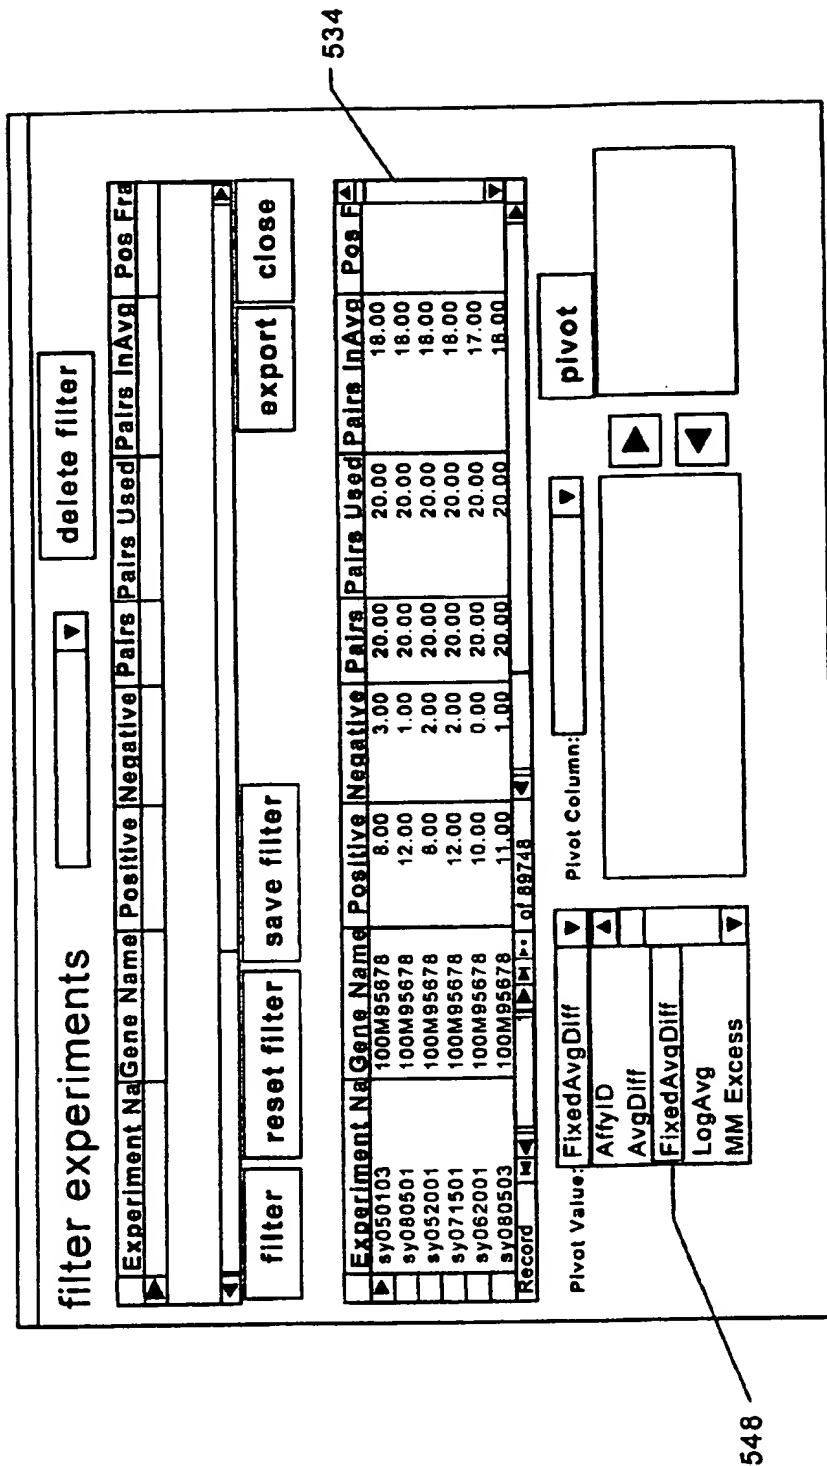 filter experiments
delete filter
Experiment Na Gene Name Positive Negative Pairs Pairs Used Pairs InAvg Pos Fra
filter reset filter save filter export close
Experiment Na Gene Name Positive Negative Pairs Pairs Used Pairs InAvg Pos F
sy050103 100M95678 8.00 3.00 20.00 20.00 18.00
sy080501 100M95678 12.00 1.00 20.00 20.00 18.00
sy052001 100M95678 8.00 2.00 20.00 20.00 18.00
sy071501 100M95678 12.00 2.00 20.00 20.00 18.00
sy062001 100M95678 10.00 0.00 20.00 20.00 17.00
sy080503 100M95678 11.00 1.00 20.00 20.00 18.00
Record 1 of 89748
Pivot Value: FixedAvgDiff
Pivot Column:
pivot
AffyID
AvgDiff
FixedAvgDiff
LogAvg
MM Excess
534
548